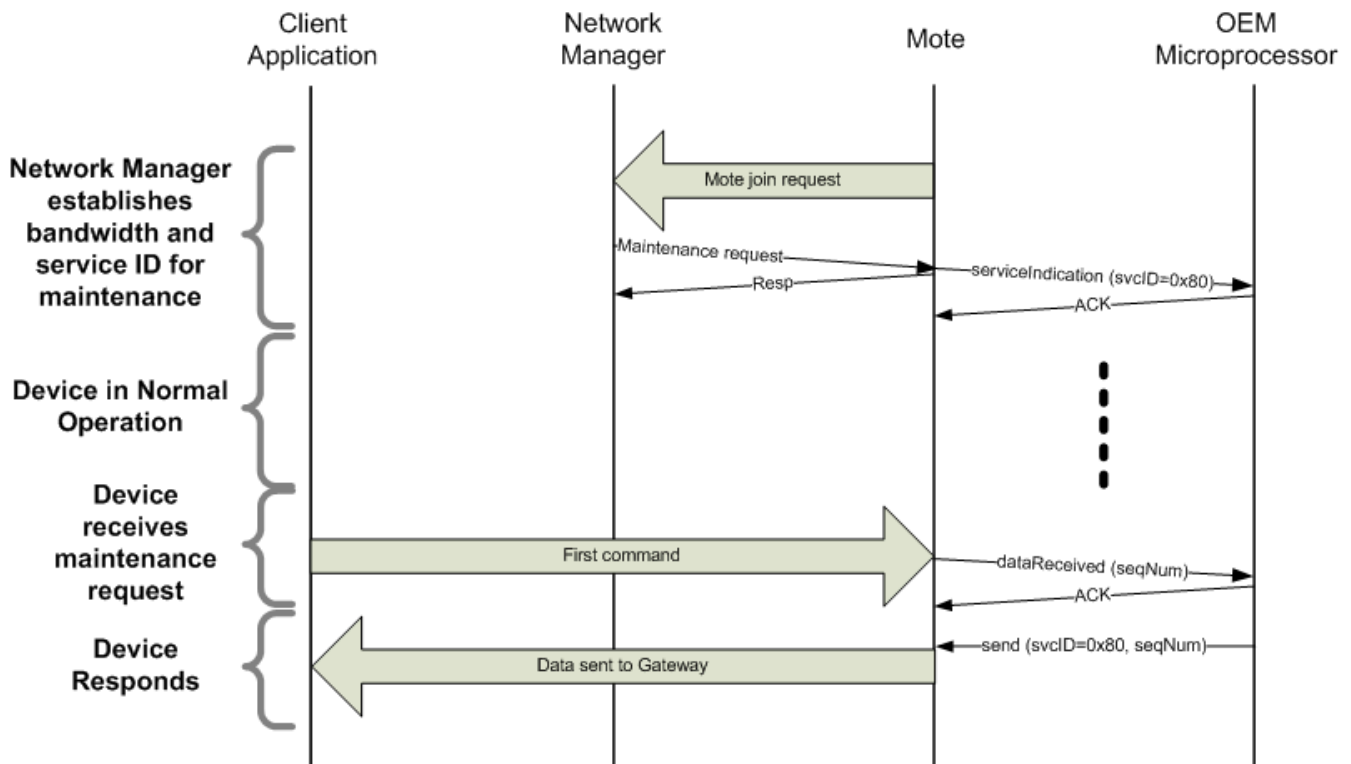 Client
Application
Network
Manager
Mote
OEM
Microprocessor
Network Manager
establishes
bandwidth and
service ID for
maintenance
Mote join request
Maintenance request
serviceIndication (svcID=0x80)
Resp
ACK
Device in Normal
Operation
Device
receives
maintenance
request
First command
dataReceived (seqNum)
ACK
Device
Responds
send (svcID=0x80, seqNum)
Data sent to Gateway